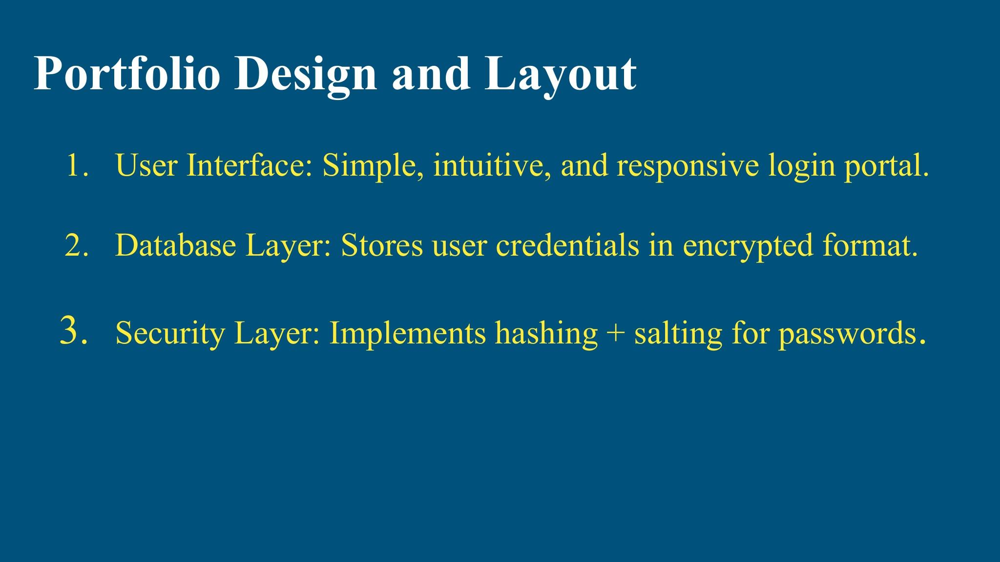 Portfolio Design and Layout
1. User Interface: Simple, intuitive, and responsive login portal.
2. Database Layer: Stores user credentials in encrypted format.
3. Security Layer: Implements hashing + salting for passwords.